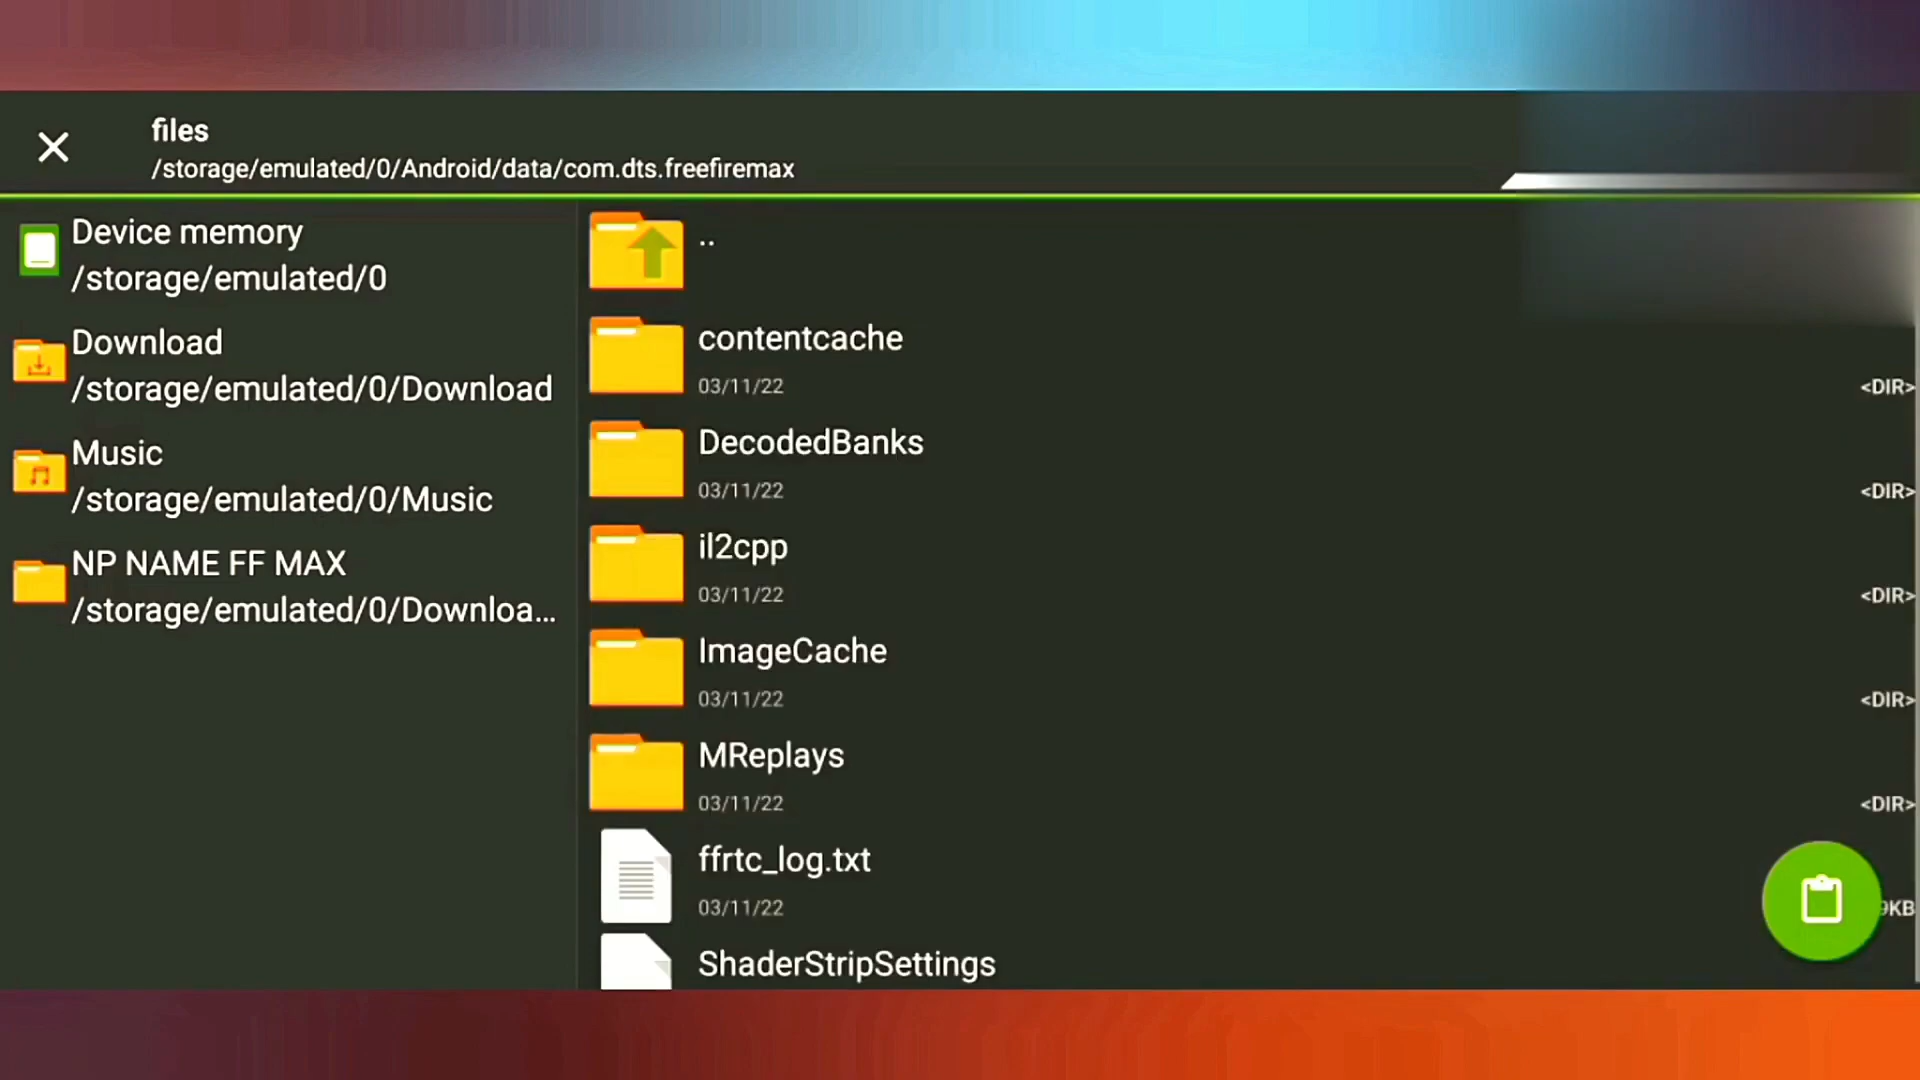 files
/storage/emulated/0/Android/data/com.dts.freefiremax
Device memory
/storage/emulated/0
Download
/storage/emulated/0/Download
Music
/storage/emulated/0/Music
NP NAME FF MAX
/storage/emulated/0/Downloa...
..
contentcache
03/11/22
<DIR>
DecodedBanks
03/11/22
<DIR>
il2cpp
03/11/22
<DIR>
ImageCache
03/11/22
<DIR>
MReplays
03/11/22
<DIR>
ffrtc_log.txt
03/11/22
9KB
ShaderStripSettings